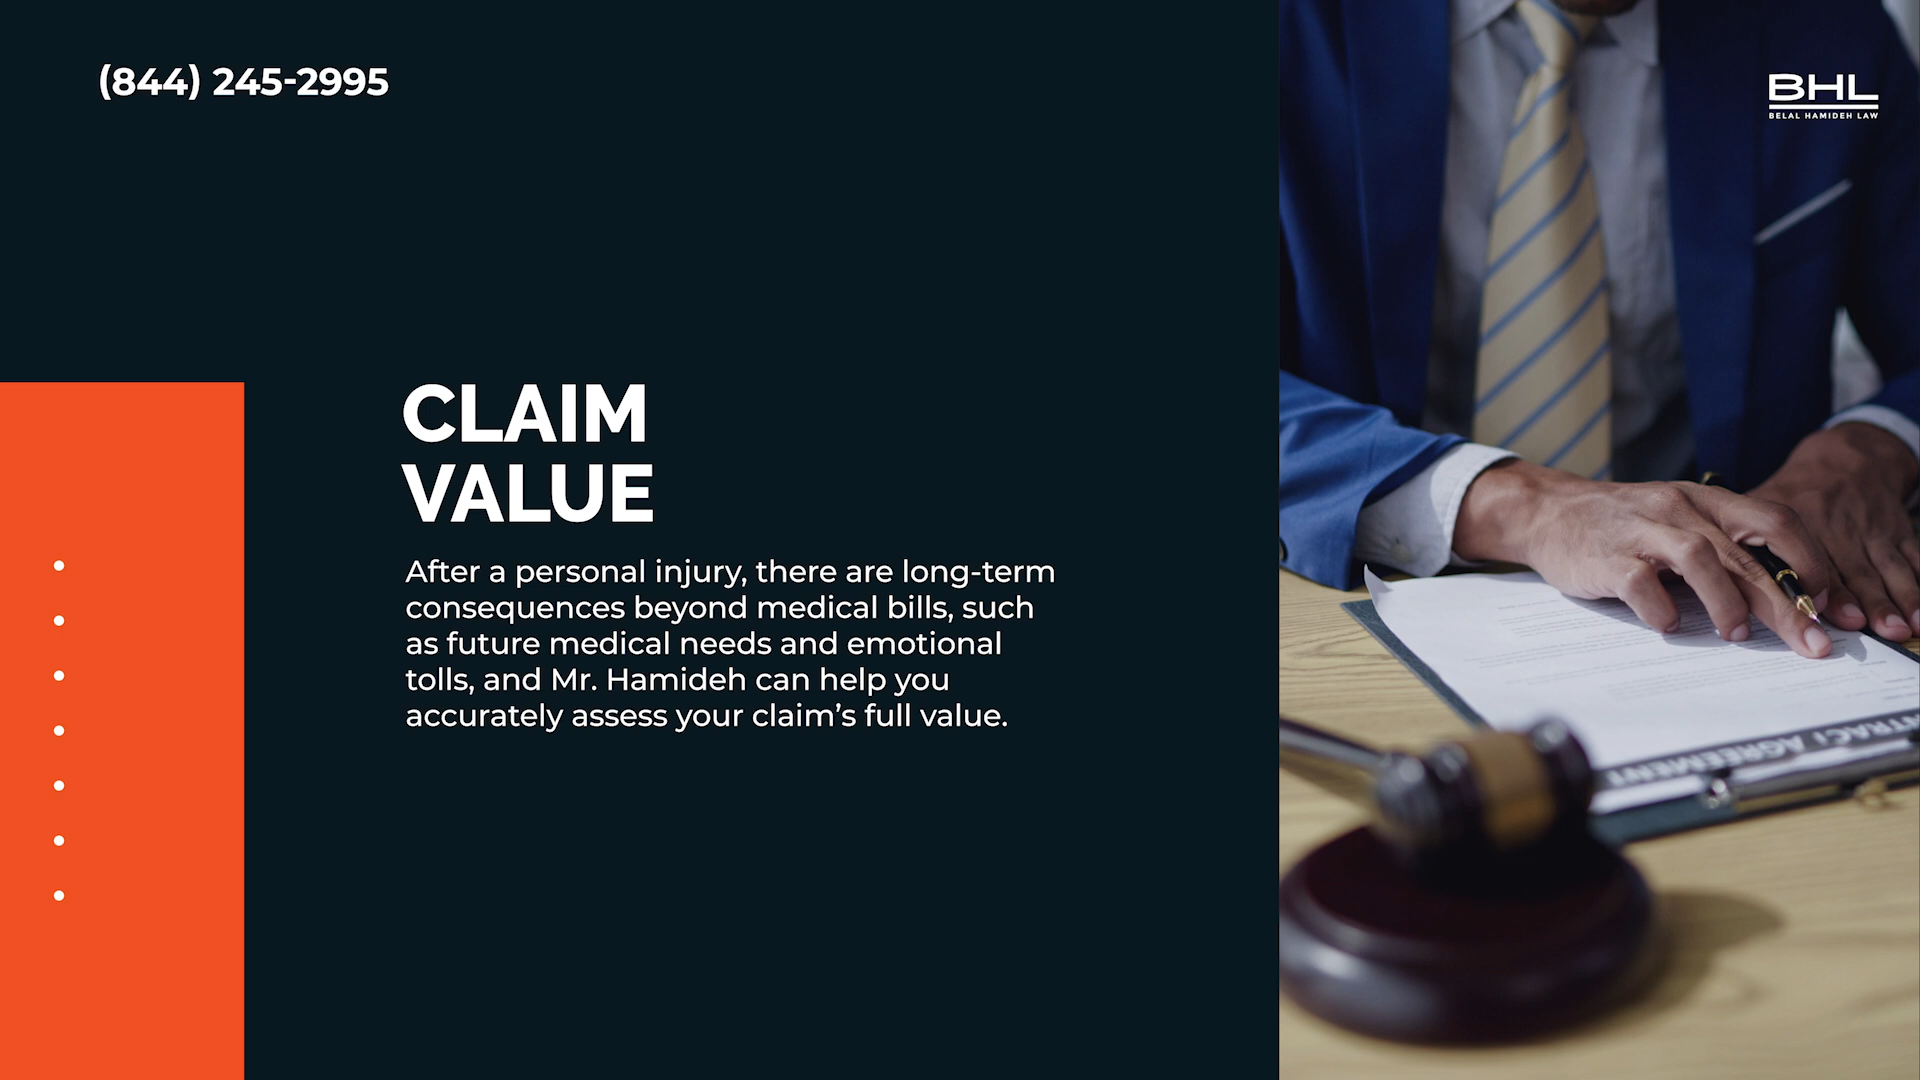 (844) 245-2995
BHL
BELAL HAMIDEH LAW
CLAIM
VALUE
After a personal injury, there are long-term
consequences beyond medical bills, such
as future medical needs and emotional
tolls, and Mr. Hamideh can help you
accurately assess your claim’s full value.
AGREEMENT